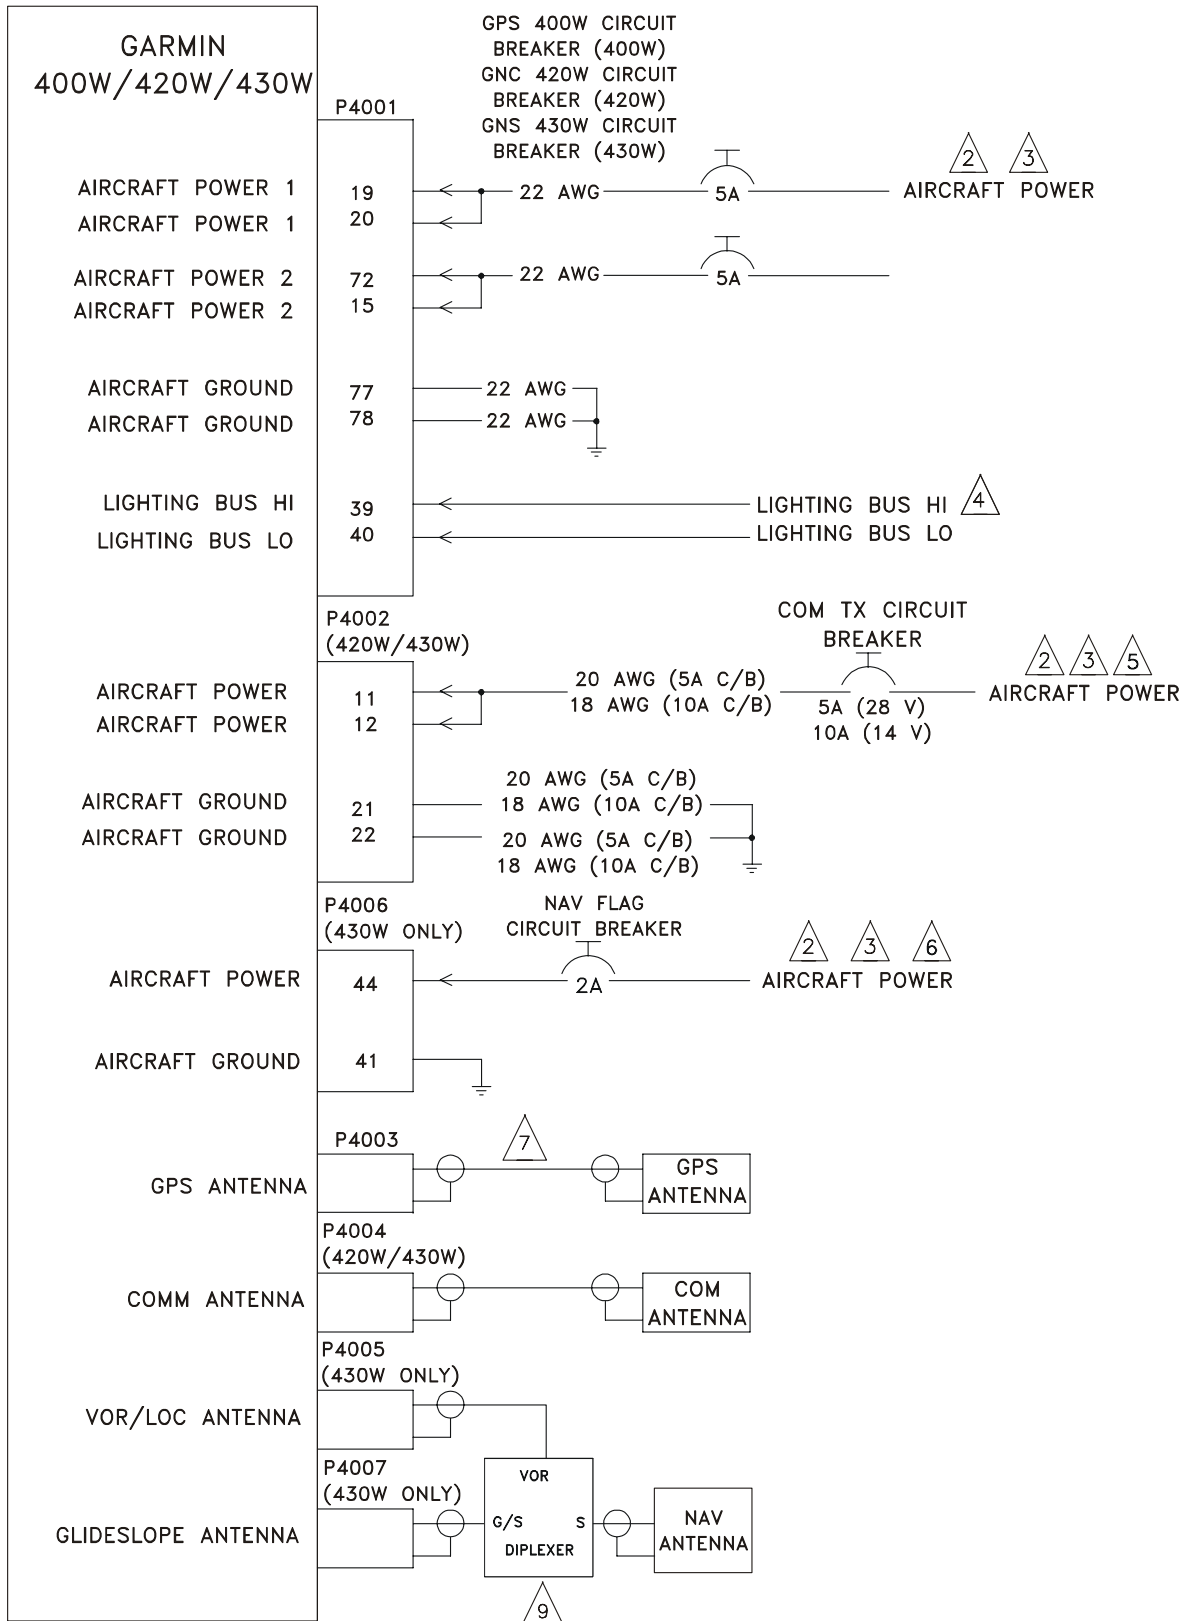 GARMIN
400W/420W/430W
GPS 400W CIRCUIT
BREAKER (400W)
GNC 420W CIRCUIT
BREAKER (420W)
GNS 430W CIRCUIT
BREAKER (430W)
P4001
2 3
AIRCRAFT POWER 1 19 22 AWG 5A AIRCRAFT POWER
AIRCRAFT POWER 1 20
AIRCRAFT POWER 2 72 22 AWG 5A
AIRCRAFT POWER 2 15
AIRCRAFT GROUND 77 22 AWG
AIRCRAFT GROUND 78 22 AWG
LIGHTING BUS HI 39 LIGHTING BUS HI 4
LIGHTING BUS LO 40 LIGHTING BUS LO
P4002
(420W/430W)
COM TX CIRCUIT
BREAKER
2 3 5
AIRCRAFT POWER 11 20 AWG (5A C/B) AIRCRAFT POWER
AIRCRAFT POWER 12 18 AWG (10A C/B)
5A (28 V)
10A (14 V)
20 AWG (5A C/B)
AIRCRAFT GROUND 21 18 AWG (10A C/B)
AIRCRAFT GROUND 22 20 AWG (5A C/B)
18 AWG (10A C/B)
P4006
(430W ONLY)
NAV FLAG
CIRCUIT BREAKER
2 3 6
AIRCRAFT POWER 44 2A AIRCRAFT POWER
AIRCRAFT GROUND 41
P4003
7
GPS ANTENNA
GPS
ANTENNA
P4004
(420W/430W)
COMM ANTENNA
COM
ANTENNA
P4005
(430W ONLY)
VOR/LOC ANTENNA
P4007
(430W ONLY)
GLIDESLOPE ANTENNA
VOR
G/S S
DIPLEXER
NAV
ANTENNA
9